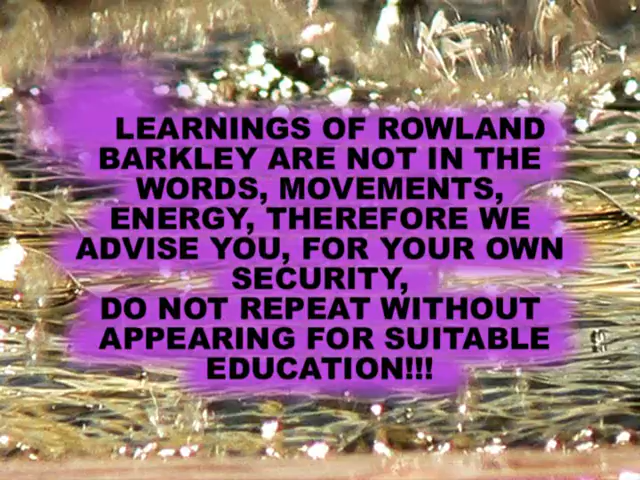 LEARNINGS OF ROWLAND
BARKLEY ARE NOT IN THE
WORDS, MOVEMENTS,
ENERGY, THEREFORE WE
ADVISE YOU, FOR YOUR OWN
SECURITY,
DO NOT REPEAT WITHOUT
APPEARING FOR SUITABLE
EDUCATION!!!